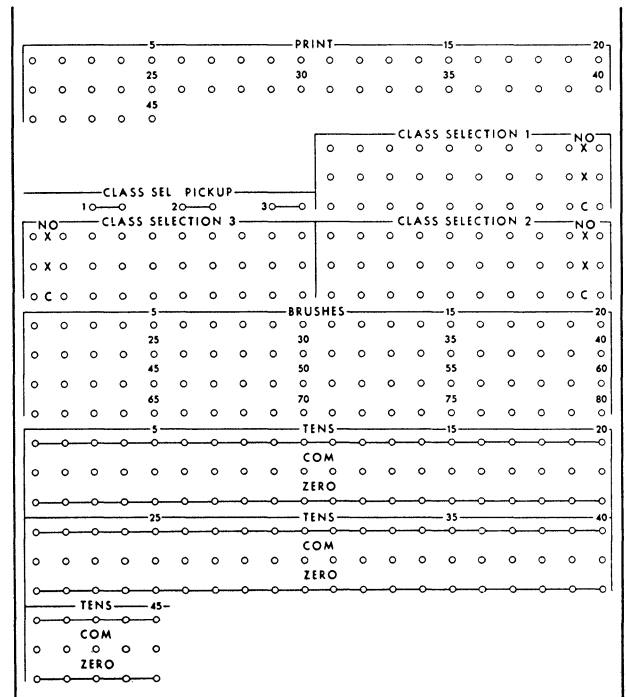 5 PRINT 15 20
25 30 35 40
45
CLASS SELECTION 1 NO
X
X
CLASS SEL PICKUP
1 2 3 C
NO CLASS SELECTION 3 CLASS SELECTION 2 NO
X X
X X
C C
5 BRUSHES 15 20
25 30 35 40
45 50 55 60
65 70 75 80
5 TENS 15 20
COM
ZERO
25 TENS 35 40
COM
ZERO
TENS 45
COM
ZERO